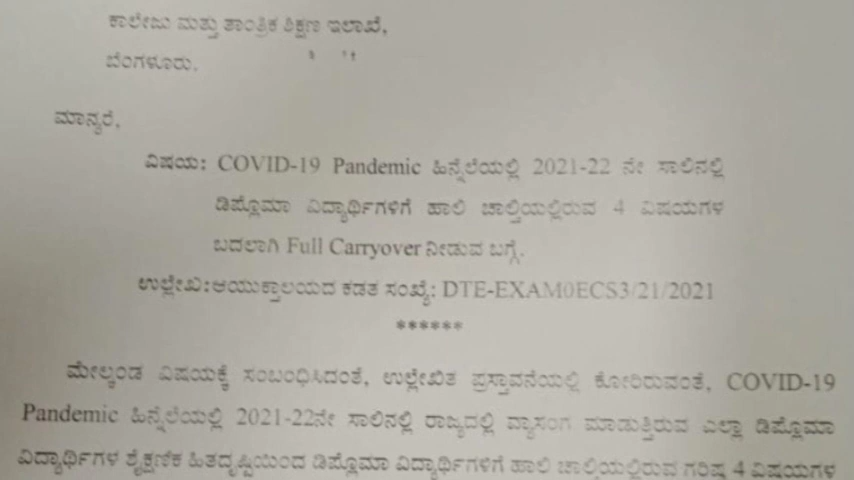 ಕಾಲೇಜು ಮತ್ತು ತಾಂತ್ರಿಕ ಶಿಕ್ಷಣ ಇಲಾಖೆ,
ಬೆಂಗಳೂರು.
ಮಾನ್ಯರೆ,
ವಿಷಯ: COVID-19 Pandemic ಹಿನ್ನೆಲೆಯಲ್ಲಿ 2021-22 ನೇ ಸಾಲಿನಲ್ಲಿ
ಡಿಪ್ಲೊಮಾ ವಿದ್ಯಾರ್ಥಿಗಳಿಗೆ ಹಾಲಿ ಚಾಲ್ತಿಯಲ್ಲಿರುವ 4 ವಿಷಯಗಳ
ಬದಲಾಗಿ Full Carryover ನೀಡುವ ಬಗ್ಗೆ.
ಉಲ್ಲೇಖ:ಆಯುಕ್ತಾಲಯದ ಕಡತ ಸಂಖ್ಯೆ: DTE-EXAM0ECS3/21/2021
******
ಮೇಲ್ಕಂಡ ವಿಷಯಕ್ಕೆ ಸಂಬಂಧಿಸಿದಂತೆ, ಉಲ್ಲೇಖಿತ ಪ್ರಸ್ತಾವನೆಯಲ್ಲಿ ಕೋರಿರುವಂತೆ, COVID-19
Pandemic ಹಿನ್ನೆಲೆಯಲ್ಲಿ 2021-22ನೇ ಸಾಲಿನಲ್ಲಿ ರಾಜ್ಯದಲ್ಲಿ ವ್ಯಾಸಂಗ ಮಾಡುತ್ತಿರುವ ಎಲ್ಲಾ ಡಿಪ್ಲೊಮಾ
ವಿದ್ಯಾರ್ಥಿಗಳ ಶೈಕ್ಷಣಿಕ ಹಿತದೃಷ್ಟಿಯಿಂದ ಡಿಪ್ಲೊಮಾ ವಿದ್ಯಾರ್ಥಿಗಳಿಗೆ ಹಾಲಿ ಚಾಲ್ತಿಯಲ್ಲಿರುವ ಗರಿಷ್ಠ 4 ವಿಷಯಗಳ